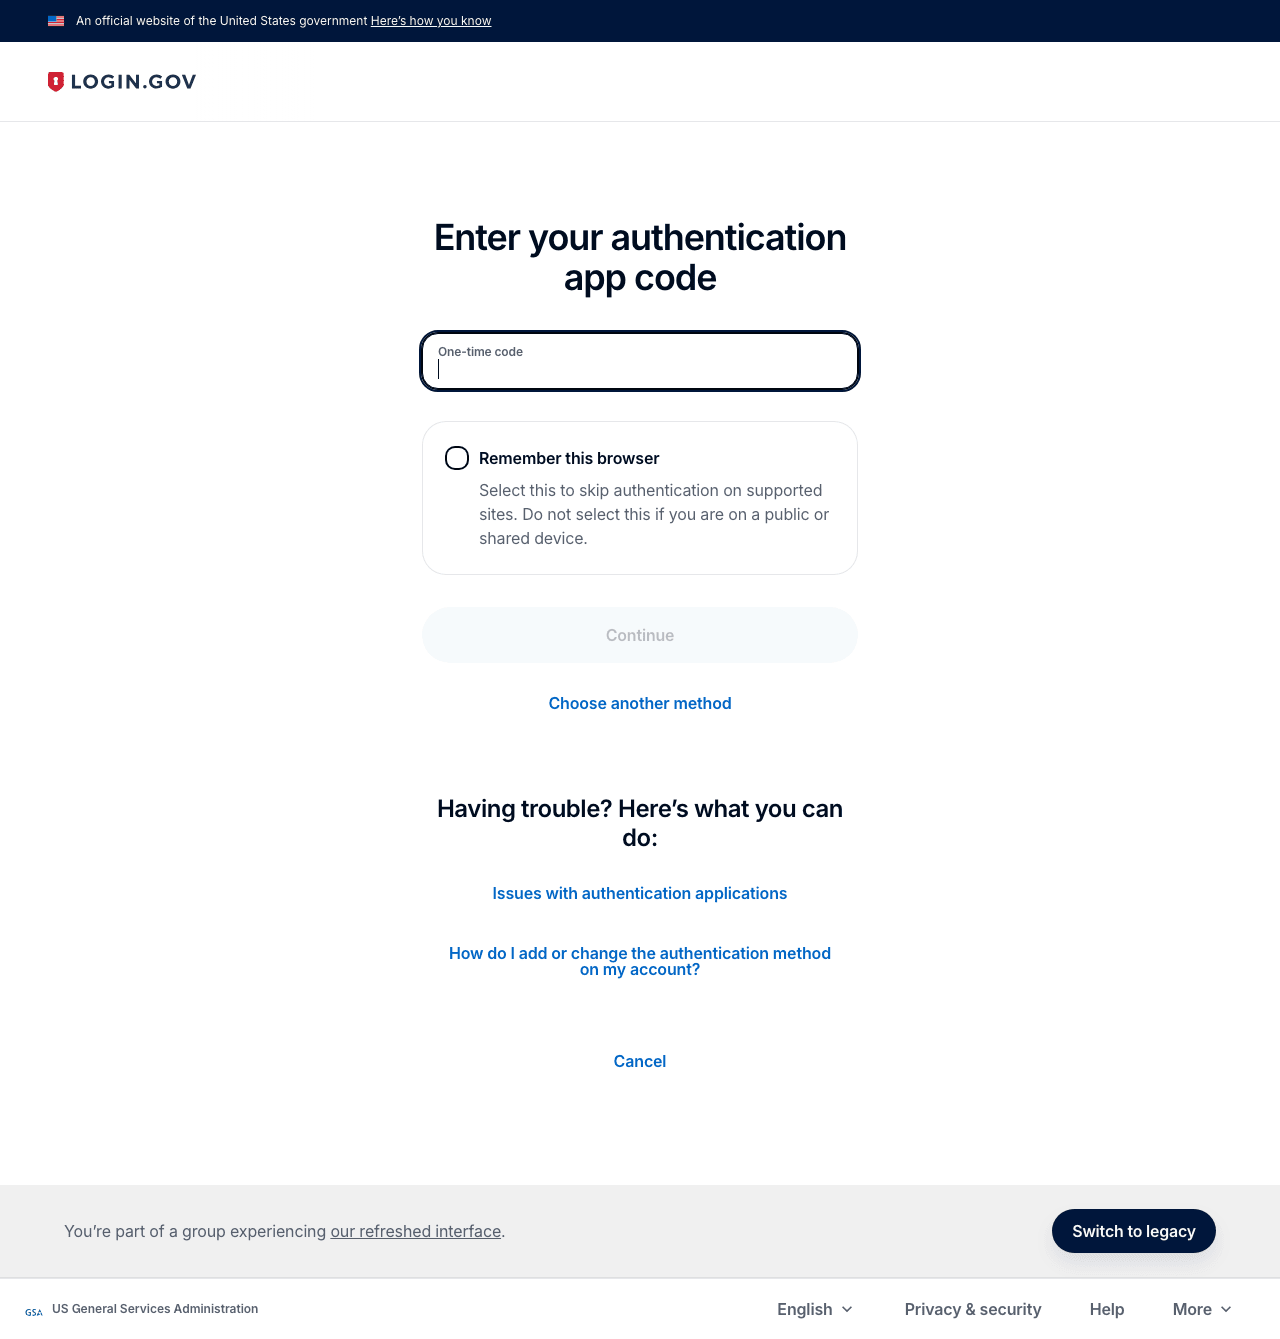 An official website of the United States government Here’s how you know
LOGIN.GOV
Enter your authentication
app code
One-time code
Remember this browser
Select this to skip authentication on supported
sites. Do not select this if you are on a public or
shared device.
Continue
Choose another method
Having trouble? Here’s what you can
do:
Issues with authentication applications
How do I add or change the authentication method
on my account?
Cancel
You’re part of a group experiencing our refreshed interface.
Switch to legacy
GSA US General Services Administration
English
Privacy & security
Help
More